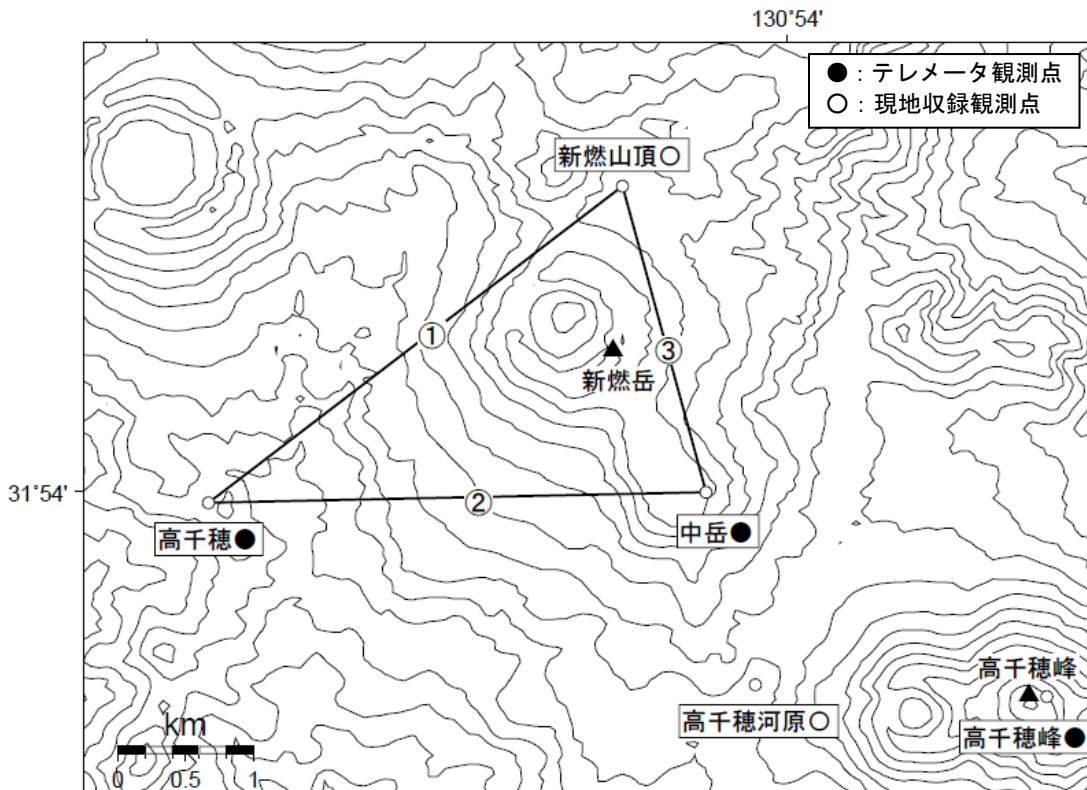 130°54'
●：テレメータ観測点
○：現地収録観測点
新燃山頂○
①
③
新燃岳
31°54'
②
高千穂●
中岳●
高千穂峰
高千穂河原○
高千穂峰●
km
0 0.5 1